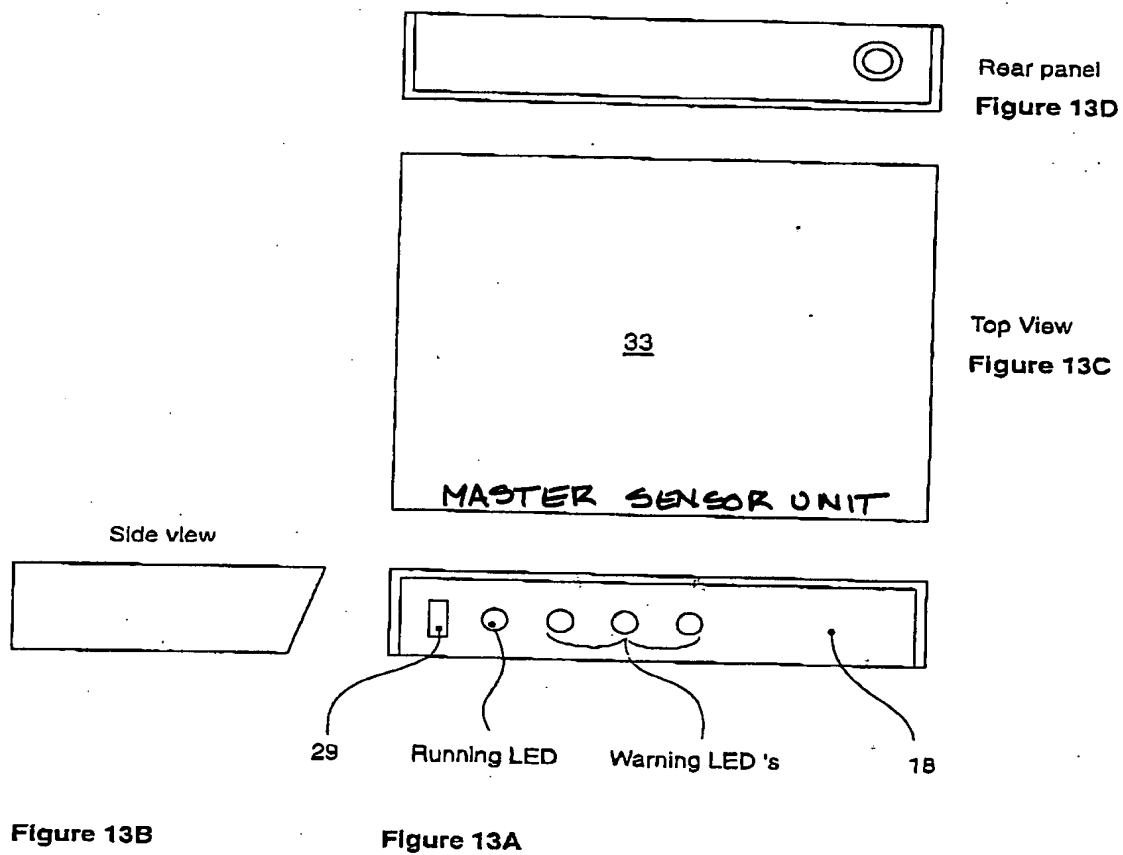 Rear panel
Figure 13D
33
Top View
Figure 13C
MASTER SENSOR UNIT
Side view
29
Running LED
Warning LED 's
18
Figure 13B
Figure 13A